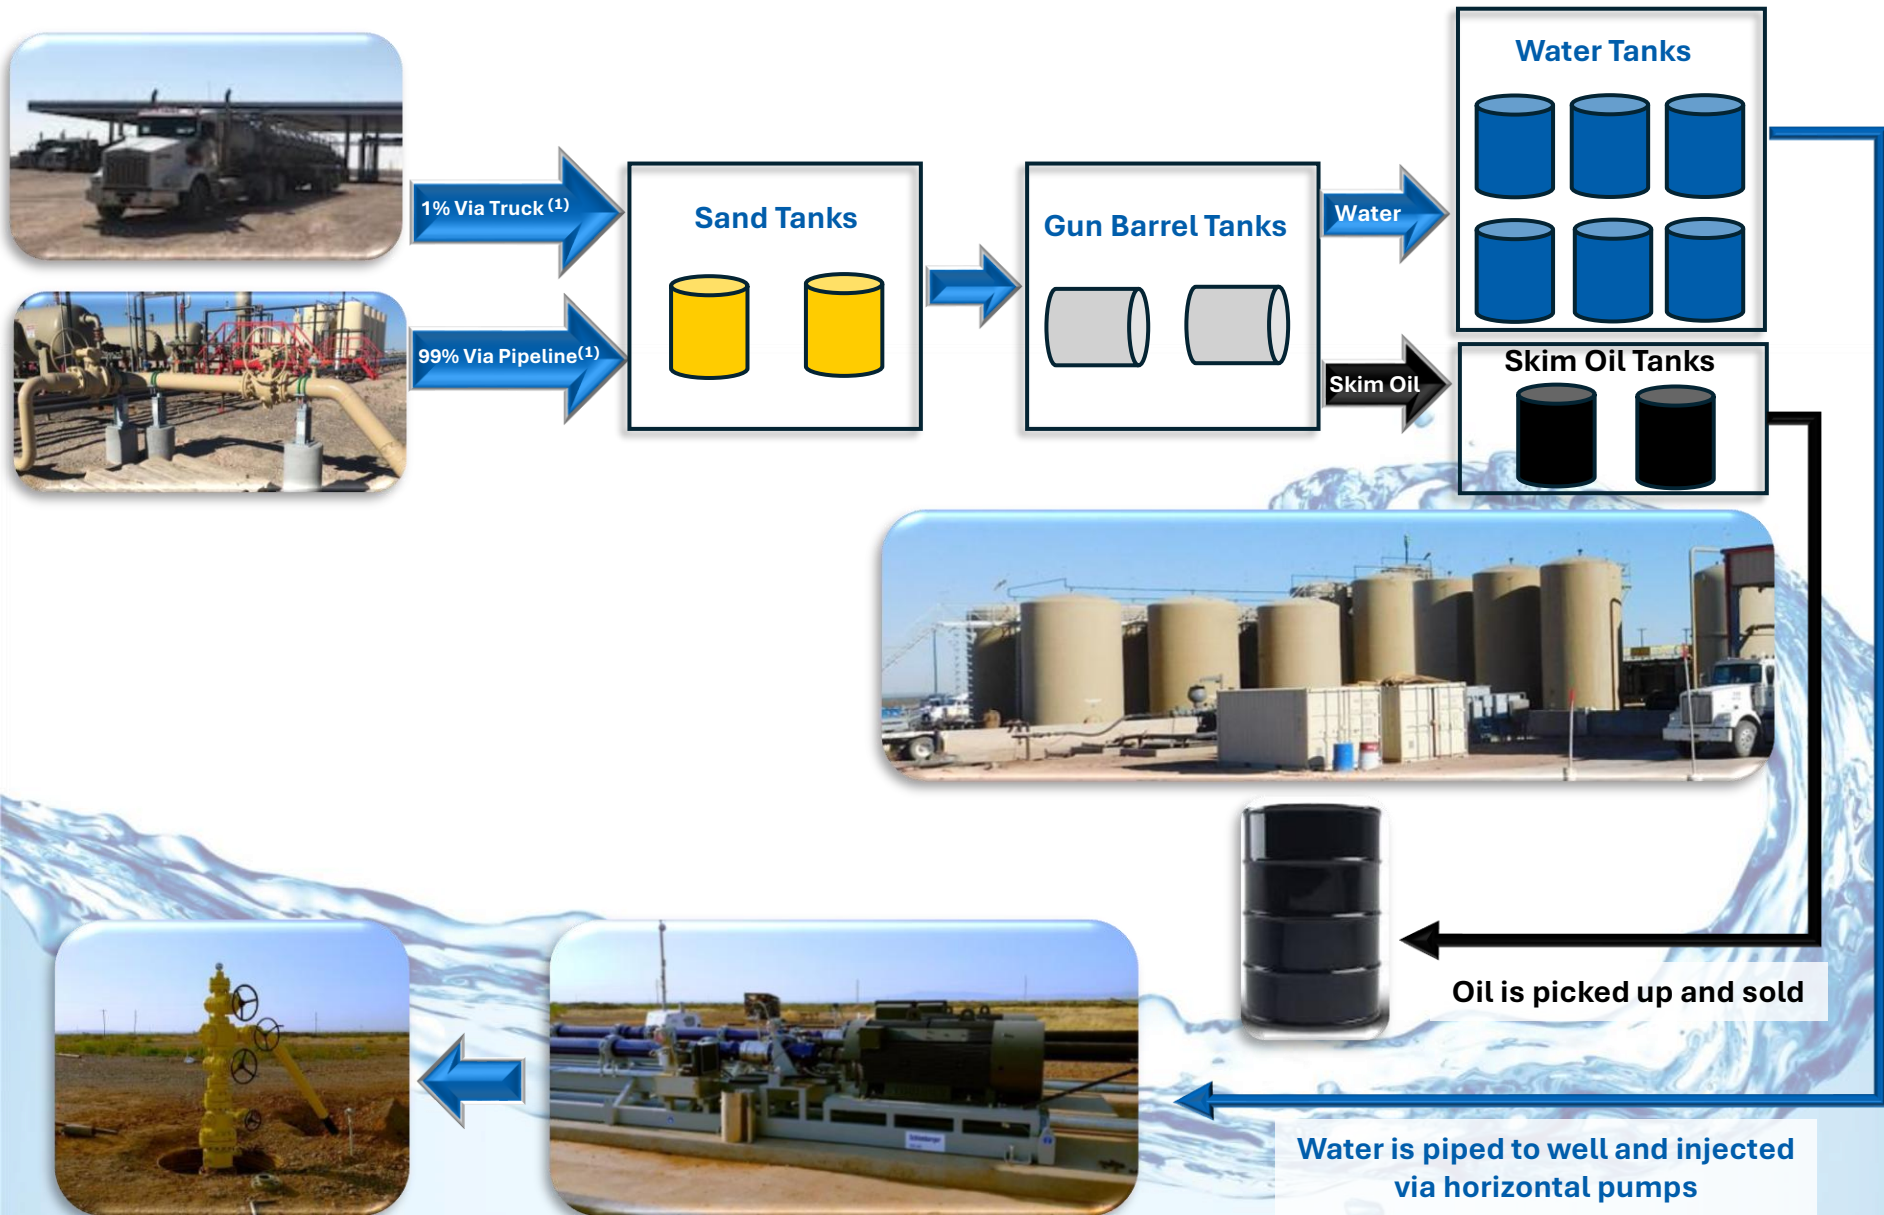 Water Tanks
1% Via Truck (1)
Sand Tanks
Gun Barrel Tanks
Water
99% Via Pipeline(1)
Skim Oil
Skim Oil Tanks
Oil is picked up and sold
Water is piped to well and injected
via horizontal pumps
Schlumberger